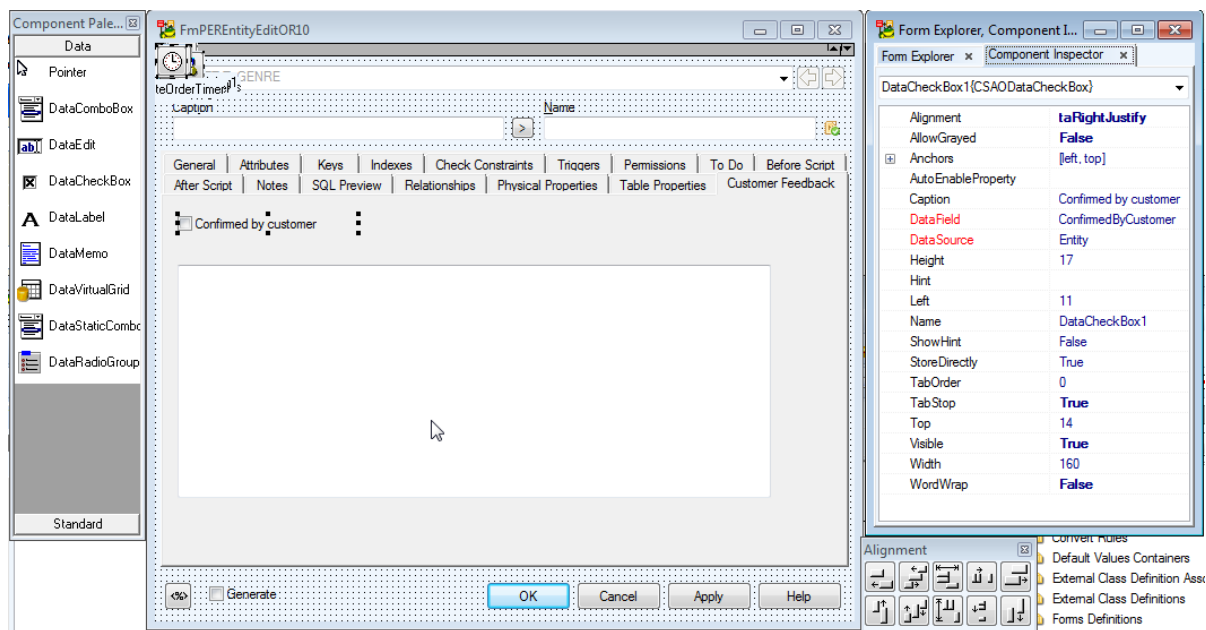 Component Pale...
Data
Pointer
DataComboBox
DataEdit
DataCheckBox
DataLabel
DataMemo
DataVirtualGrid
DataStaticCombo
DataRadioGroup
Standard
FmPEREntityEditOR10
GENRE
teOrderTimer1
Caption
Name
>
General
Attributes
Keys
Indexes
Check Constraints
Triggers
Permissions
To Do
Before Script
After Script
Notes
SQL Preview
Relationships
Physical Properties
Table Properties
Customer Feedback
Confirmed by customer
<%>
Generate
OK
Cancel
Apply
Help
Form Explorer, Component I...
Form Explorer
Component Inspector
DataCheckBox1{CSAODataCheckBox}
Alignment taRightJustify
AllowGrayed False
Anchors [left, top]
AutoEnableProperty
Caption Confirmed by customer
DataField ConfirmedByCustomer
DataSource Entity
Height 17
Hint
Left 11
Name DataCheckBox1
ShowHint False
StoreDirectly True
TabOrder 0
TabStop True
Top 14
Visible True
Width 160
WordWrap False
Alignment
Convert Rules
Default Values Containers
External Class Definition Asso
External Class Definitions
Forms Definitions